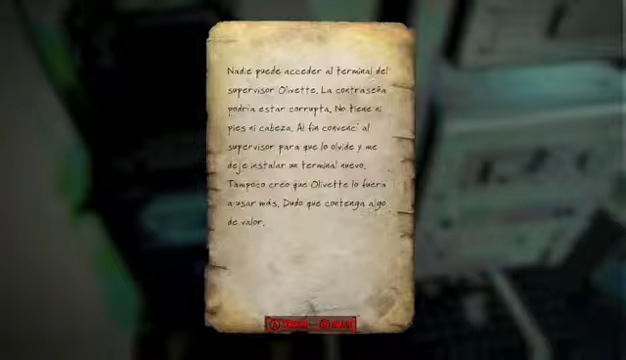 Nadie puede acceder al terminal del
supervisor Olivette. La contraseña
podría estar corrupta. No tiene ni
pies ni cabeza. Al fin convencí al
supervisor para que lo olvide y me
deje instalar un terminal nuevo.
Tampoco creo que Olivette lo fuera
a usar más. Dudo que contenga algo
de valor.